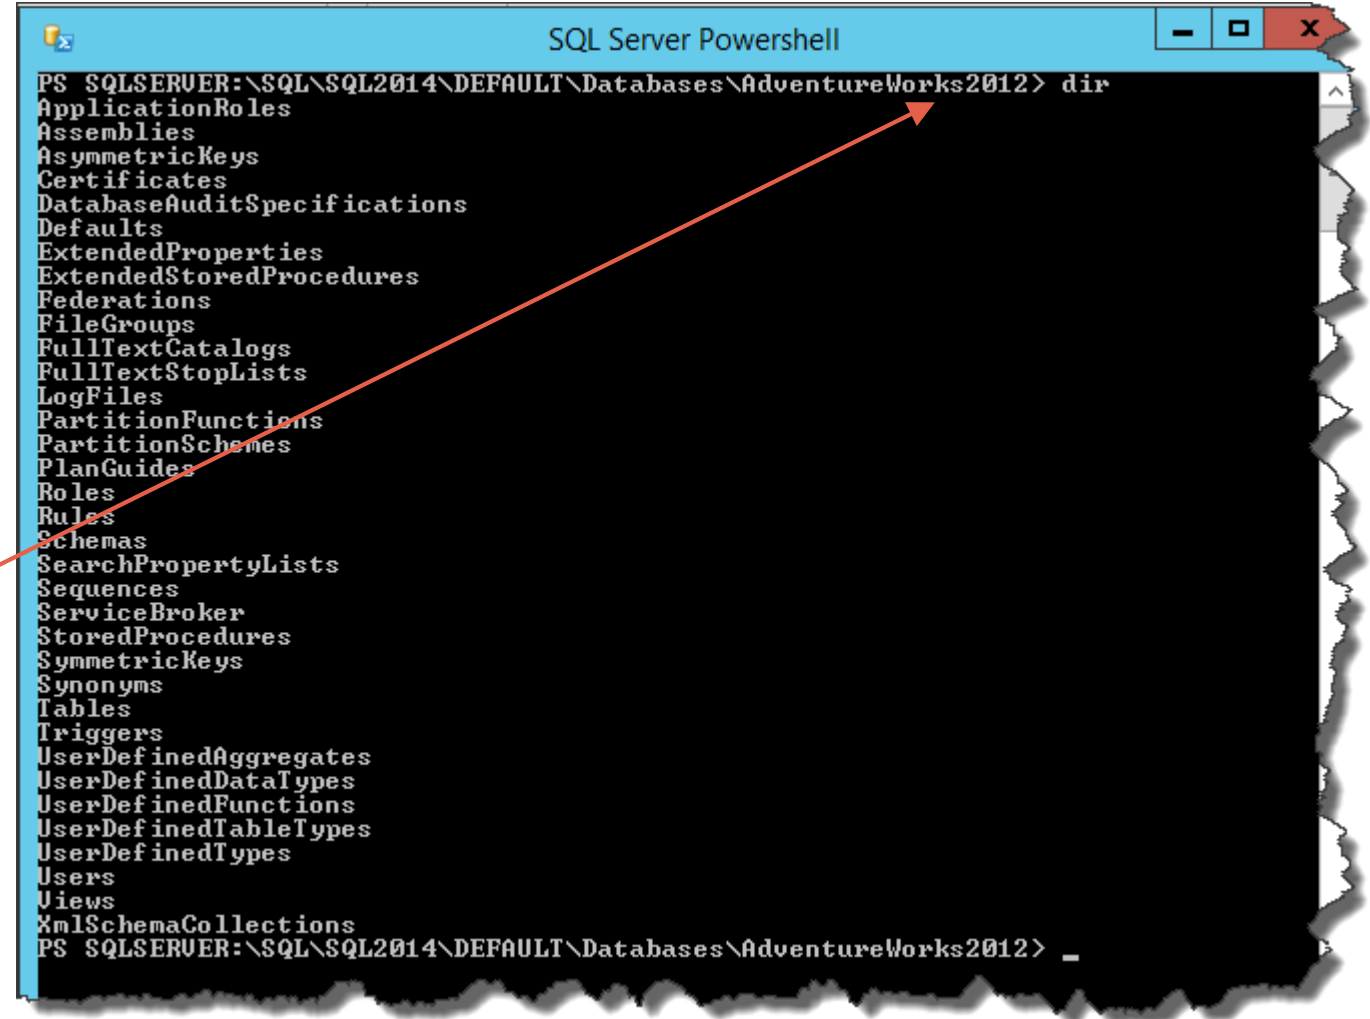 SQL Server Powershell
PS SQLSERVER:\SQL\SQL2014\DEFAULT\Databases\AdventureWorks2012> dir
ApplicationRoles
Assemblies
AsymmetricKeys
Certificates
DatabaseAuditSpecifications
Defaults
ExtendedProperties
ExtendedStoredProcedures
Federations
FileGroups
FullTextCatalogs
FullTextStopLists
LogFiles
PartitionFunctions
PartitionSchemes
PlanGuides
Roles
Rules
Schemas
SearchPropertyLists
Sequences
ServiceBroker
StoredProcedures
SymmetricKeys
Synonyms
Tables
Triggers
UserDefinedAggregates
UserDefinedDataTypes
UserDefinedFunctions
UserDefinedTableTypes
UserDefinedTypes
Users
Views
XmlSchemaCollections
PS SQLSERVER:\SQL\SQL2014\DEFAULT\Databases\AdventureWorks2012> _